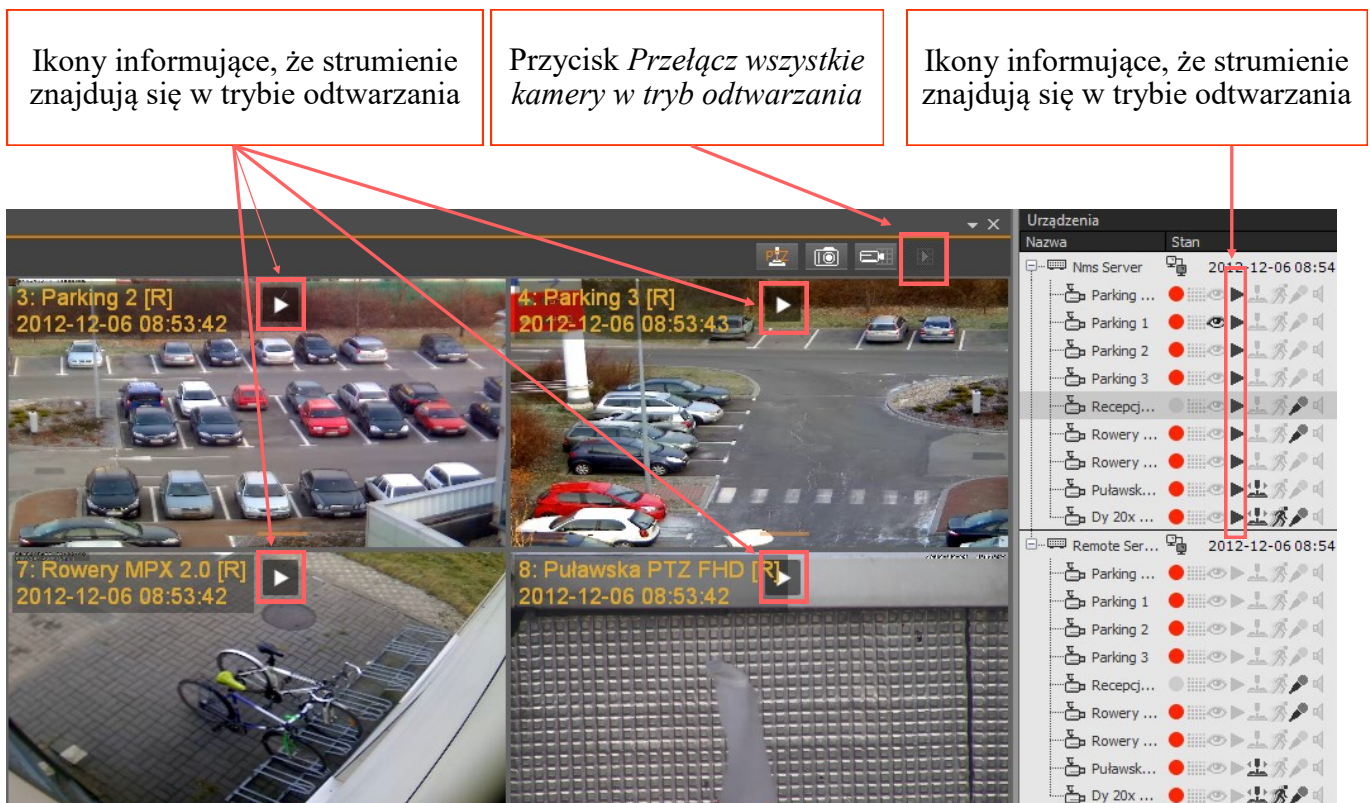 Ikony informujące, że strumienie
znajdują się w trybie odtwarzania
Przycisk Przełącz wszystkie
kamery w tryb odtwarzania
Ikony informujące, że strumienie
znajdują się w trybie odtwarzania
PTZ
3: Parking 2 [R]
2012-12-06 08:53:42
4: Parking 3 [R]
2012-12-06 08:53:43
7: Rowery MPX 2.0 [R]
2012-12-06 08:53:42
8: Puławska PTZ FHD [R]
2012-12-06 08:53:42
Urządzenia
Nazwa Stan
Nms Server 2012-12-06 08:54
Parking ...
Parking 1
Parking 2
Parking 3
Recepcj...
Rowery ...
Rowery ...
Puławsk...
Dy 20x ...
Remote Ser... 2012-12-06 08:54
Parking ...
Parking 1
Parking 2
Parking 3
Recepcj...
Rowery ...
Rowery ...
Puławsk...
Dy 20x ...